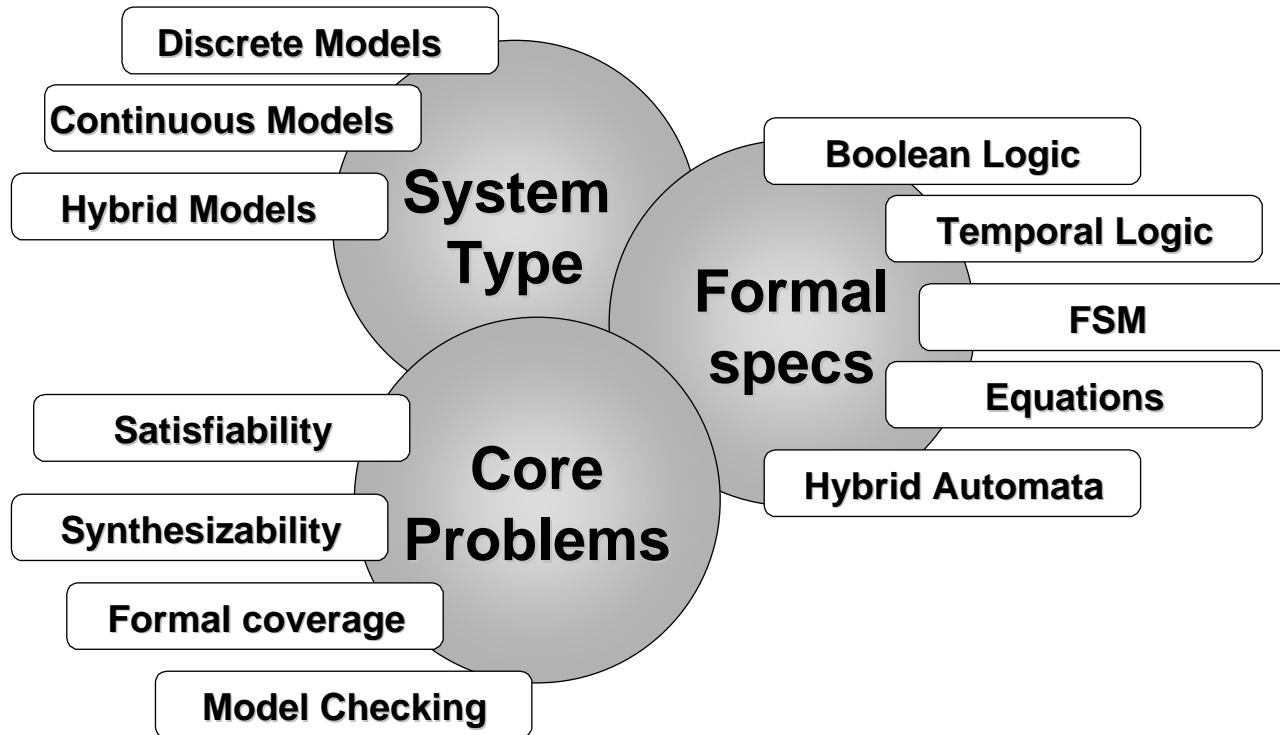 Discrete Models
Continuous Models
Hybrid Models
System
Type
Boolean Logic
Temporal Logic
FSM
Equations
Hybrid Automata
Formal
specs
Satisfiability
Synthesizability
Formal coverage
Model Checking
Core
Problems